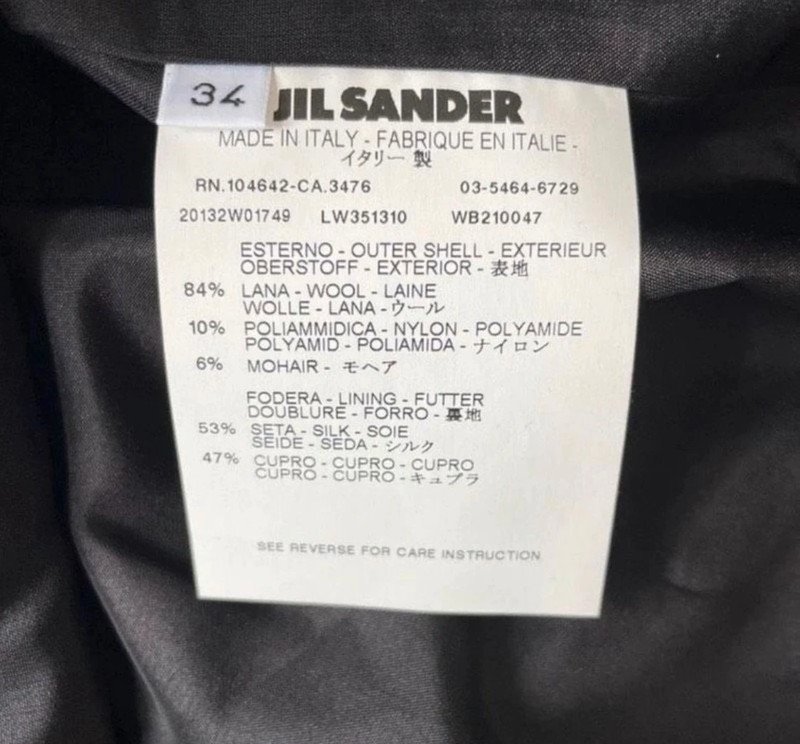 34
JIL SANDER
MADE IN ITALY - FABRIQUE EN ITALIE -
イタリー 製
RN.104642-CA.3476 03-5464-6729
20132W01749 LW351310 WB210047
ESTERNO - OUTER SHELL - EXTERIEUR
OBERSTOFF - EXTERIOR - 表地
84% LANA - WOOL - LAINE
WOLLE - LANA - ウール
10% POLIAMMIDICA - NYLON - POLYAMIDE
POLYAMID - POLIAMIDA - ナイロン
6% MOHAIR - モヘア
FODERA - LINING - FUTTER
DOUBLURE - FORRO - 裏地
53% SETA - SILK - SOIE
SEIDE - SEDA - シルク
47% CUPRO - CUPRO - CUPRO
CUPRO - CUPRO - キュプラ
SEE REVERSE FOR CARE INSTRUCTION